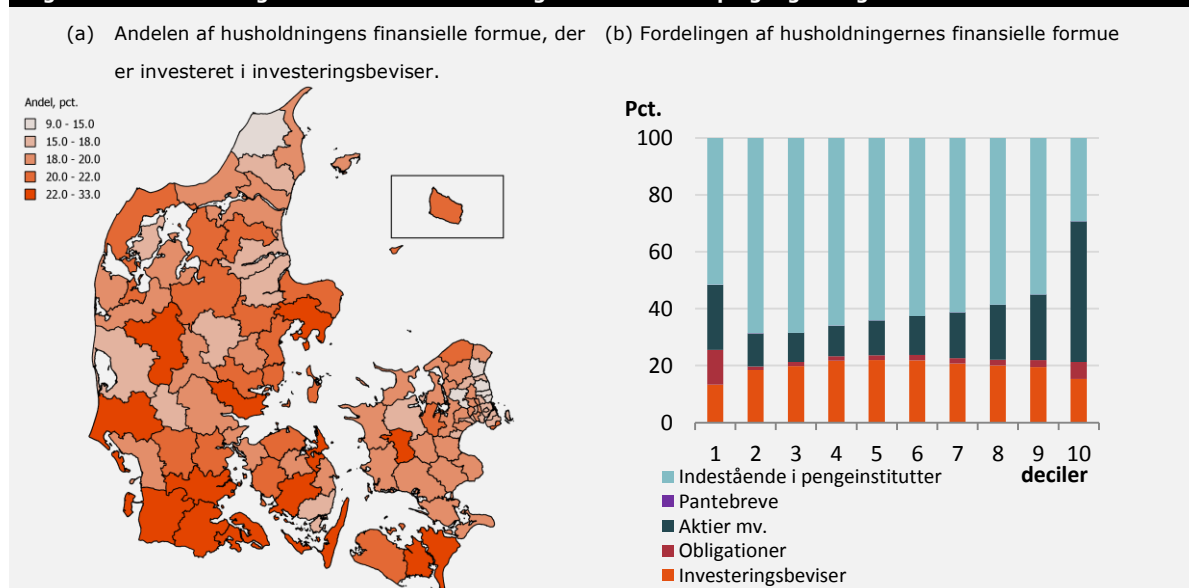 (a) Andelen af husholdningens finansielle formue, der
er investeret i investeringsbeviser.
Andel, pct.
9.0 - 15.0
15.0 - 18.0
18.0 - 20.0
20.0 - 22.0
22.0 - 33.0
(b) Fordelingen af husholdningernes finansielle formue
Pct.
100
80
60
40
20
0
1 2 3 4 5 6 7 8 9 10
deciler
Indestående i pengeinstitutter
Pantebreve
Aktier mv.
Obligationer
Investeringsbeviser